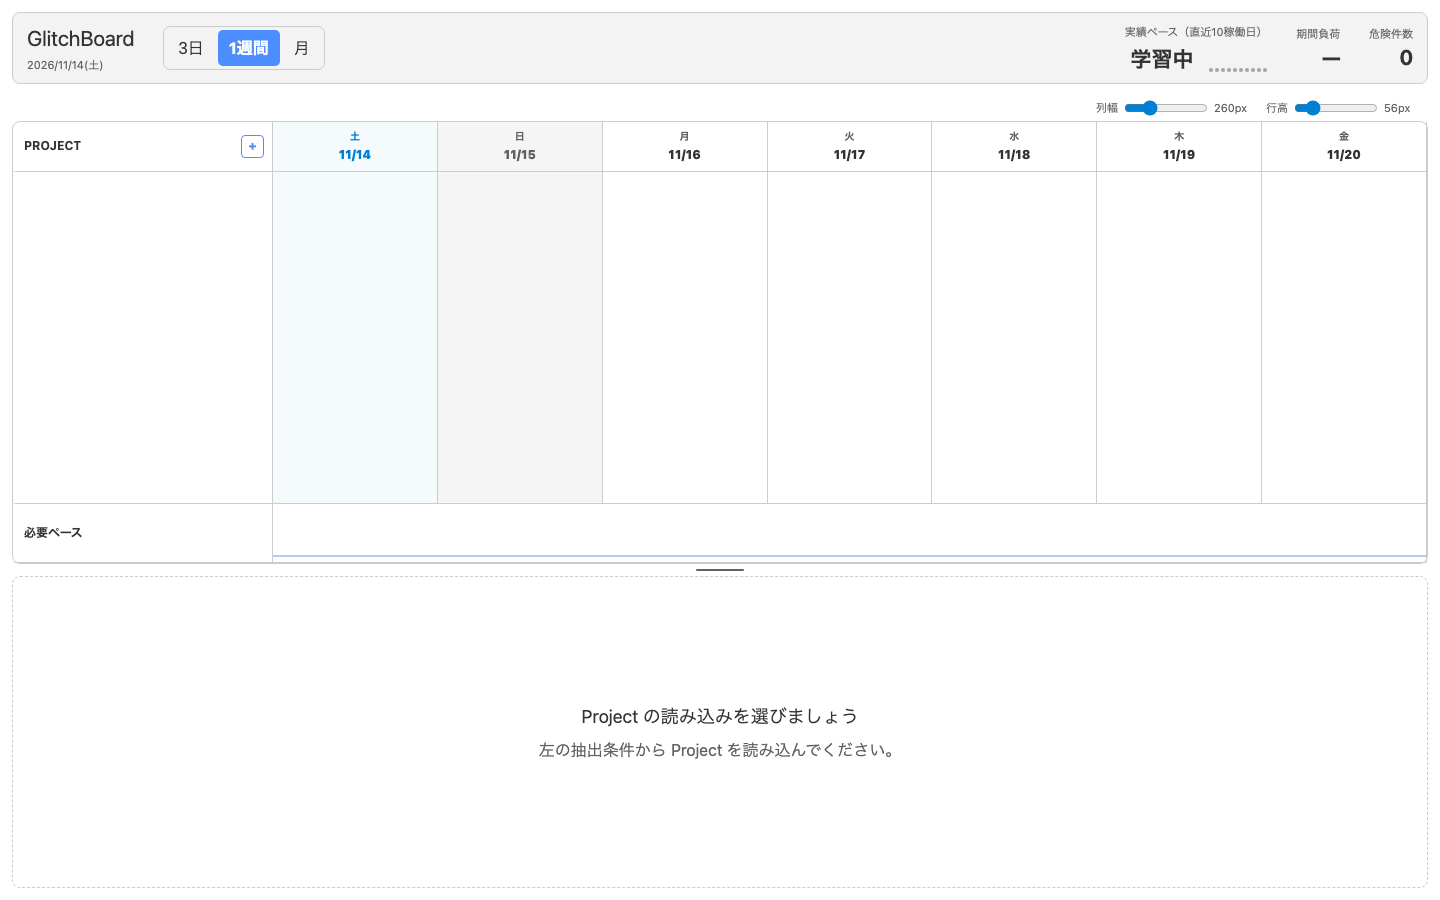 GlitchBoard
2026/11/14(土)
3日 1週間 月
実績ペース（直近10稼働日）
学習中
期間負荷
—
危険件数
0
列幅 260px 行高 56px
PROJECT +
土 日 月 火 水 木 金
11/14 11/15 11/16 11/17 11/18 11/19 11/20
必要ペース
Project の読み込みを選びましょう
左の抽出条件から Project を読み込んでください。